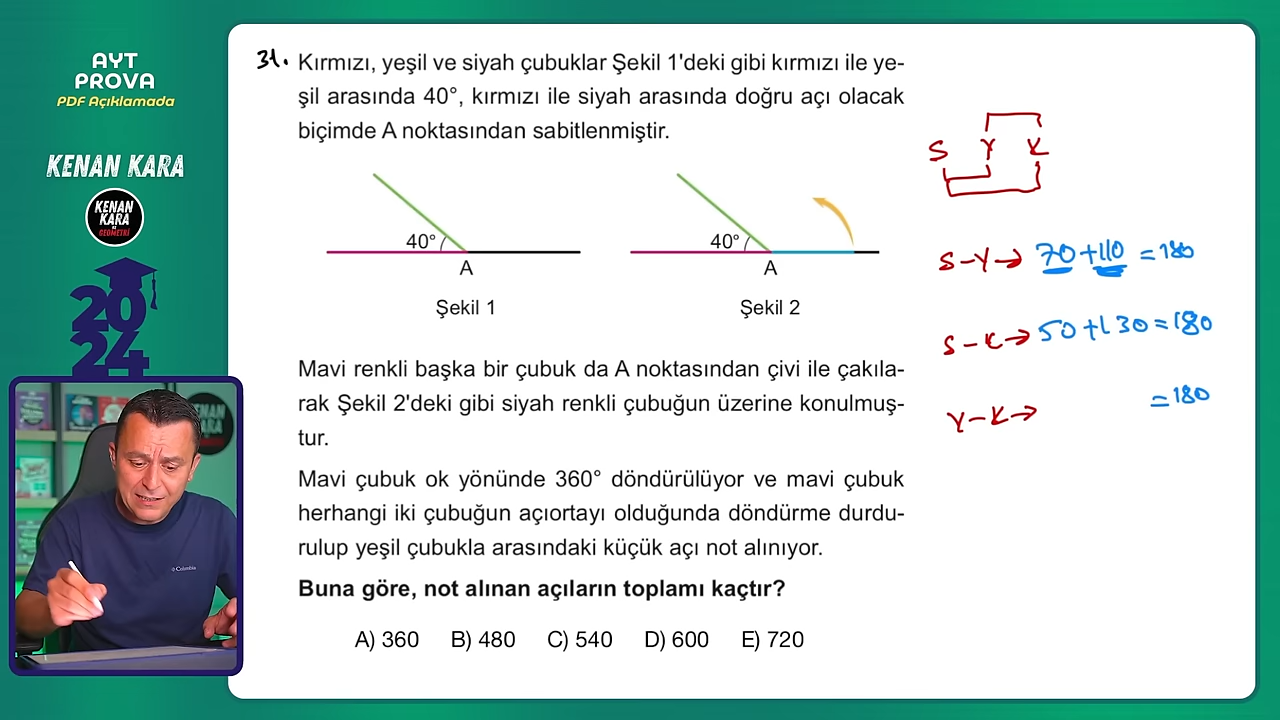 AYT
PROVA
PDF Açıklamada
KENAN KARA
KENAN
KARA
ile
GEOMETRİ
20
24
Columbia
31. Kırmızı, yeşil ve siyah çubuklar Şekil 1'deki gibi kırmızı ile ye-
şil arasında 40°, kırmızı ile siyah arasında doğru açı olacak
biçimde A noktasından sabitlenmiştir.
40°
A
Şekil 1
40°
A
Şekil 2
Mavi renkli başka bir çubuk da A noktasından çivi ile çakıla-
rak Şekil 2'deki gibi siyah renkli çubuğun üzerine konulmuş-
tur.
Mavi çubuk ok yönünde 360° döndürülüyor ve mavi çubuk
herhangi iki çubuğun açıortayı olduğunda döndürme durdu-
rulup yeşil çubukla arasındaki küçük açı not alınıyor.
Buna göre, not alınan açıların toplamı kaçtır?
A) 360 B) 480 C) 540 D) 600 E) 720
S Y K
S-Y→ 70+110 =180
S-K→ 50+130=180
Y-K→ =180